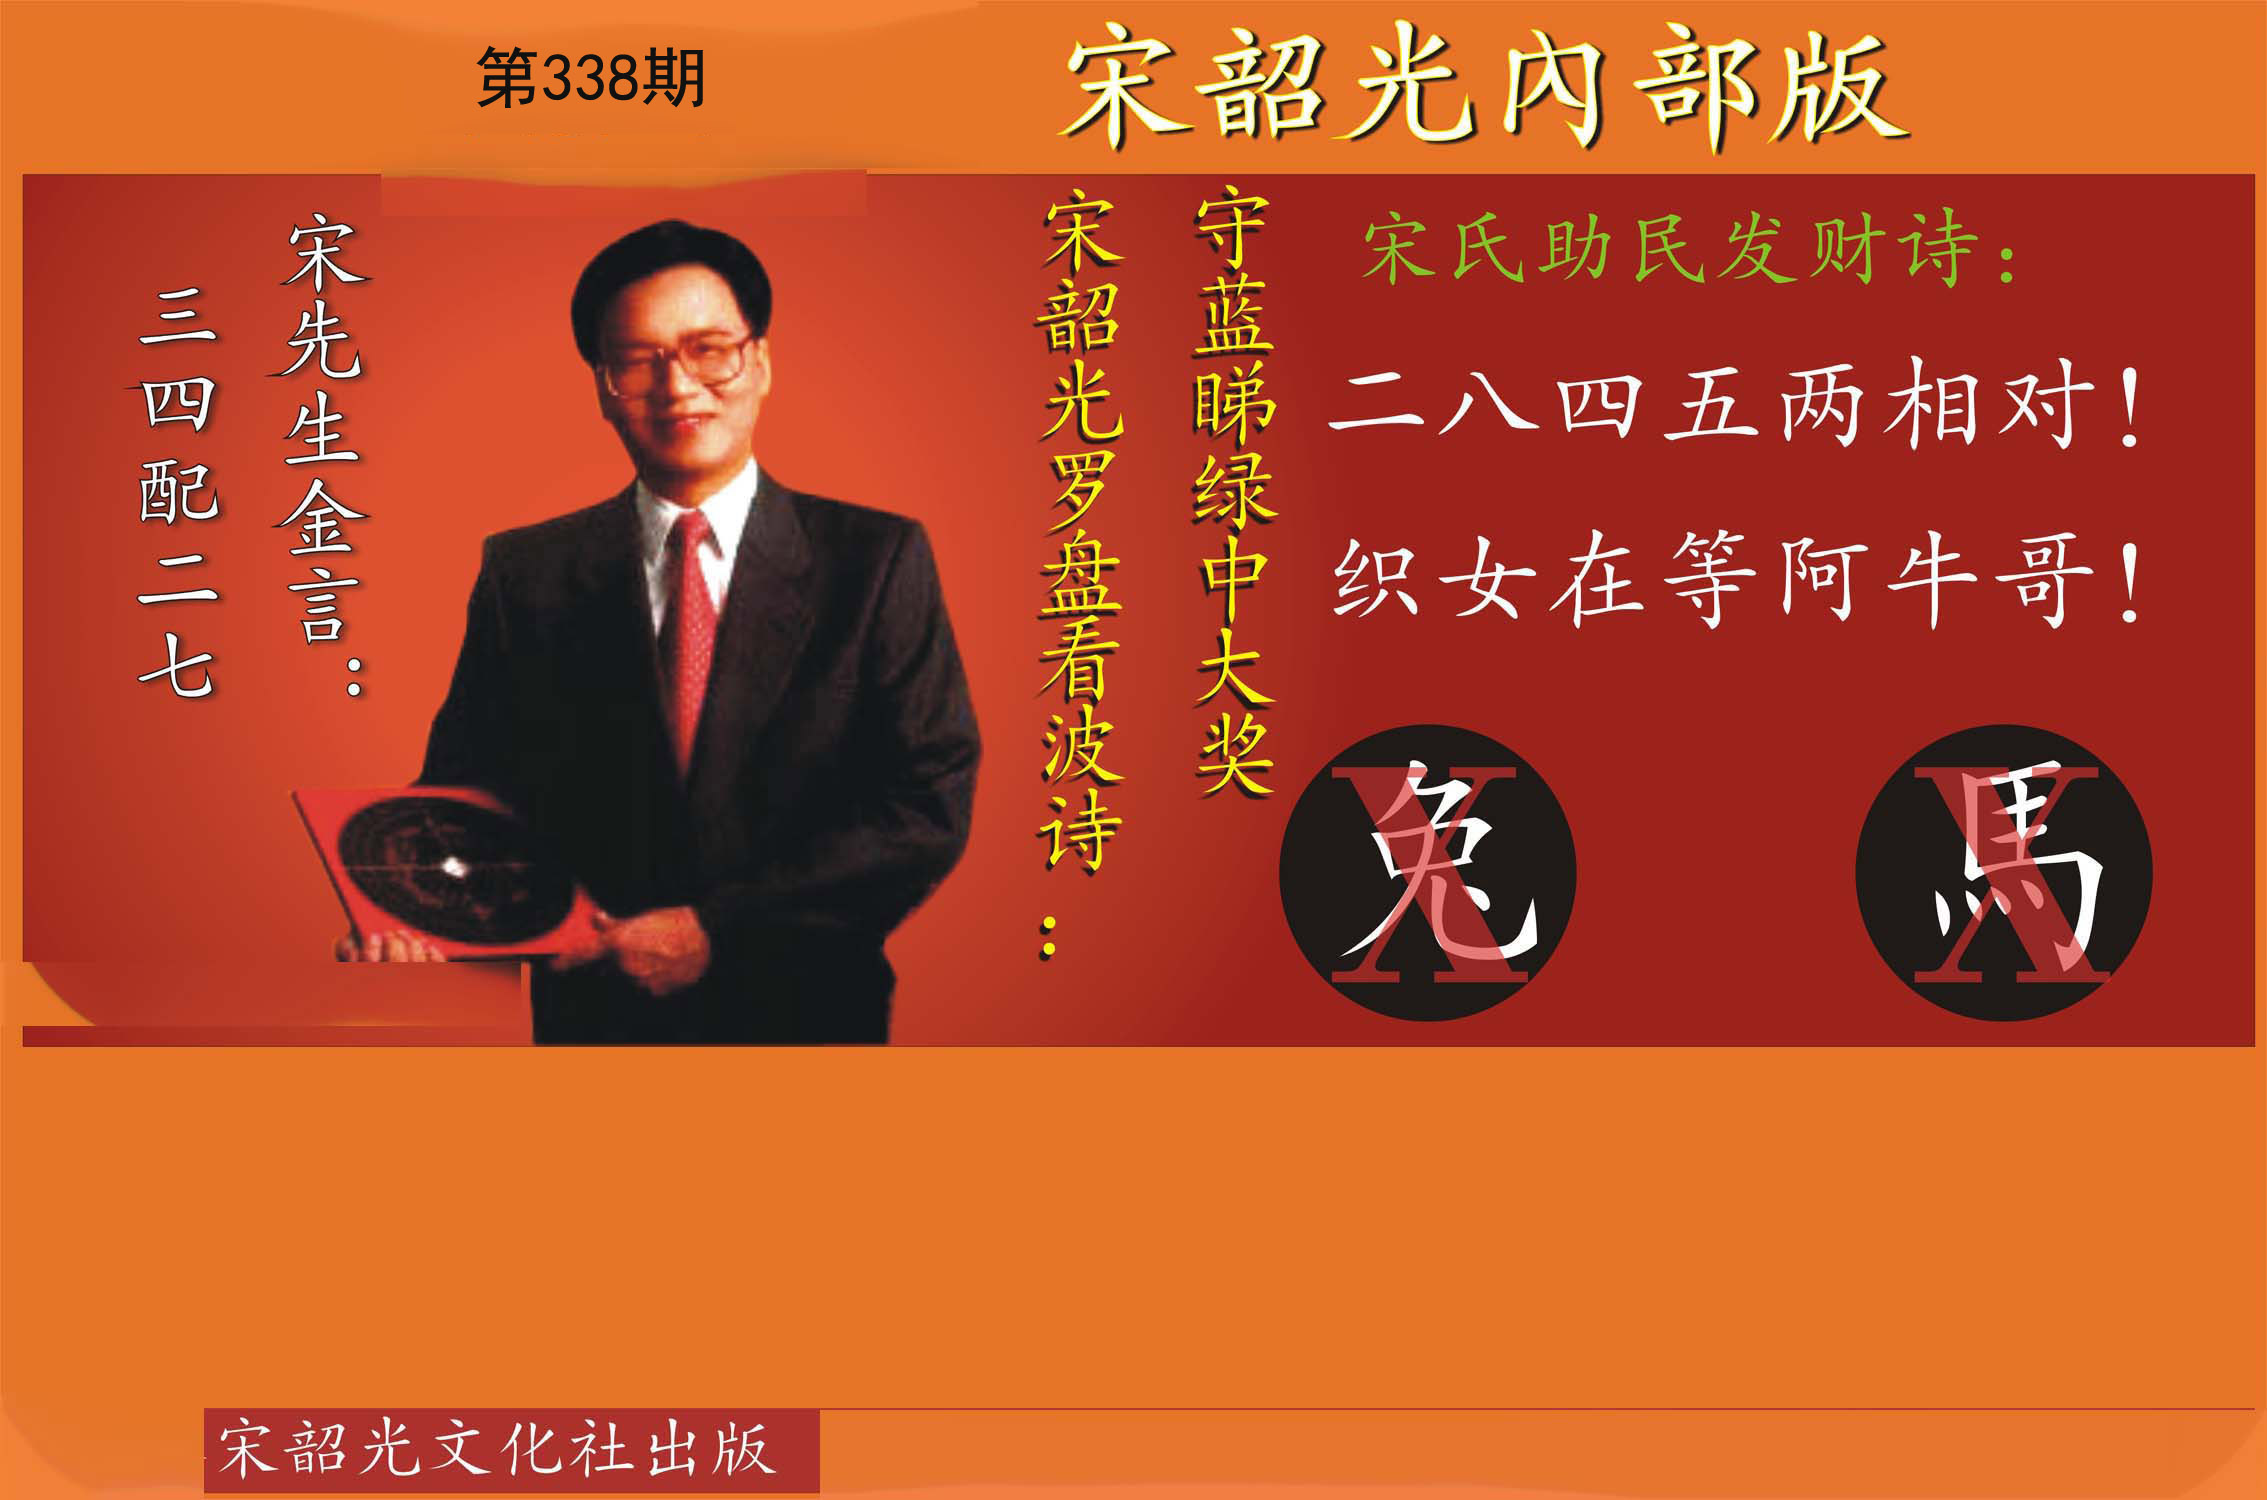 第338期
宋韶光內部版
宋先生金言：
三四配二七
宋韶光罗盘看波诗：
守蓝睇绿中大奖
宋氏助民发财诗：
二八四五两相对！
织女在等阿牛哥！
兔
X
馬
X
宋韶光文化社出版